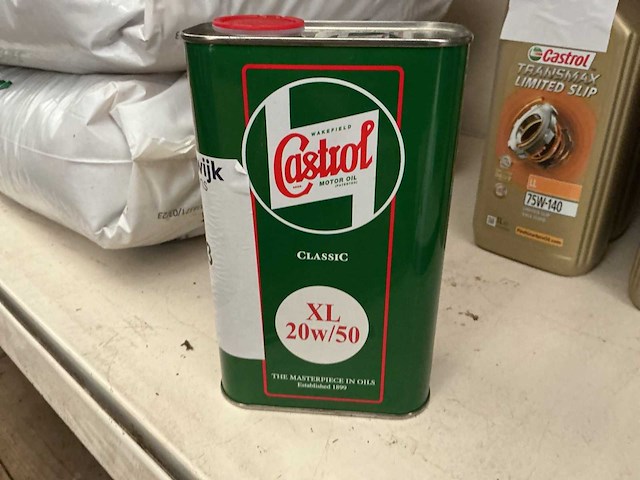 WAKEFIELD
Castrol
MOTOR OIL
CLASSIC
XL
20w/50
THE MASTERPIECE IN OILS
Established 1899
Castrol
TRANSMAX
LIMITED SLIP
LL
75W-140